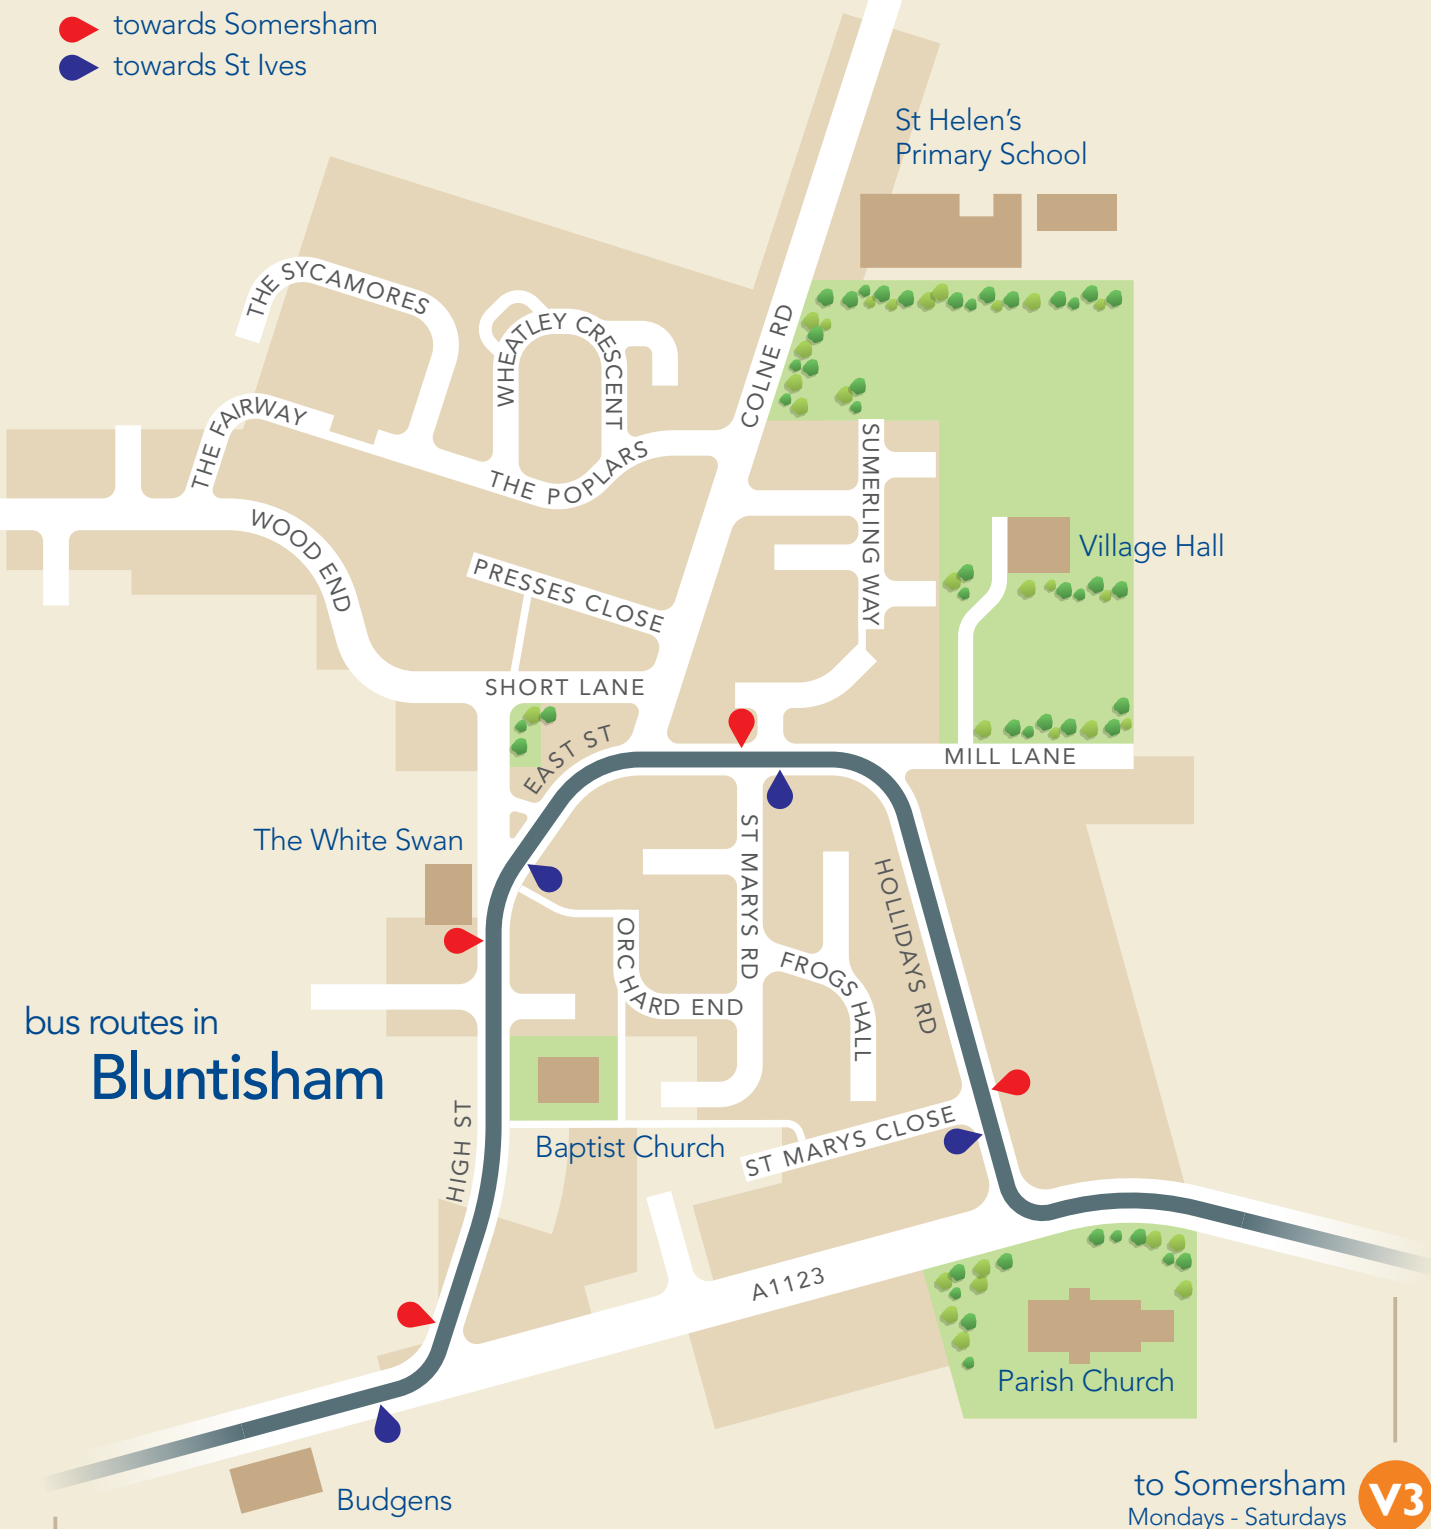 towards Somersham
towards St Ives
St Helen's
Primary School
THE SYCAMORES
WHEATLEY CRESCENT
COLNE RD
THE FAIRWAY
THE POPLARS
SUMERLING WAY
WOOD END
PRESSES CLOSE
Village Hall
SHORT LANE
EAST ST
MILL LANE
The White Swan
ST MARYS RD
HOLLIDAYS RD
ORCHARD END
FROGS HALL
bus routes in
Bluntisham
HIGH ST
Baptist Church
ST MARYS CLOSE
A1123
Parish Church
Budgens
to Somersham
Mondays - Saturdays
V3